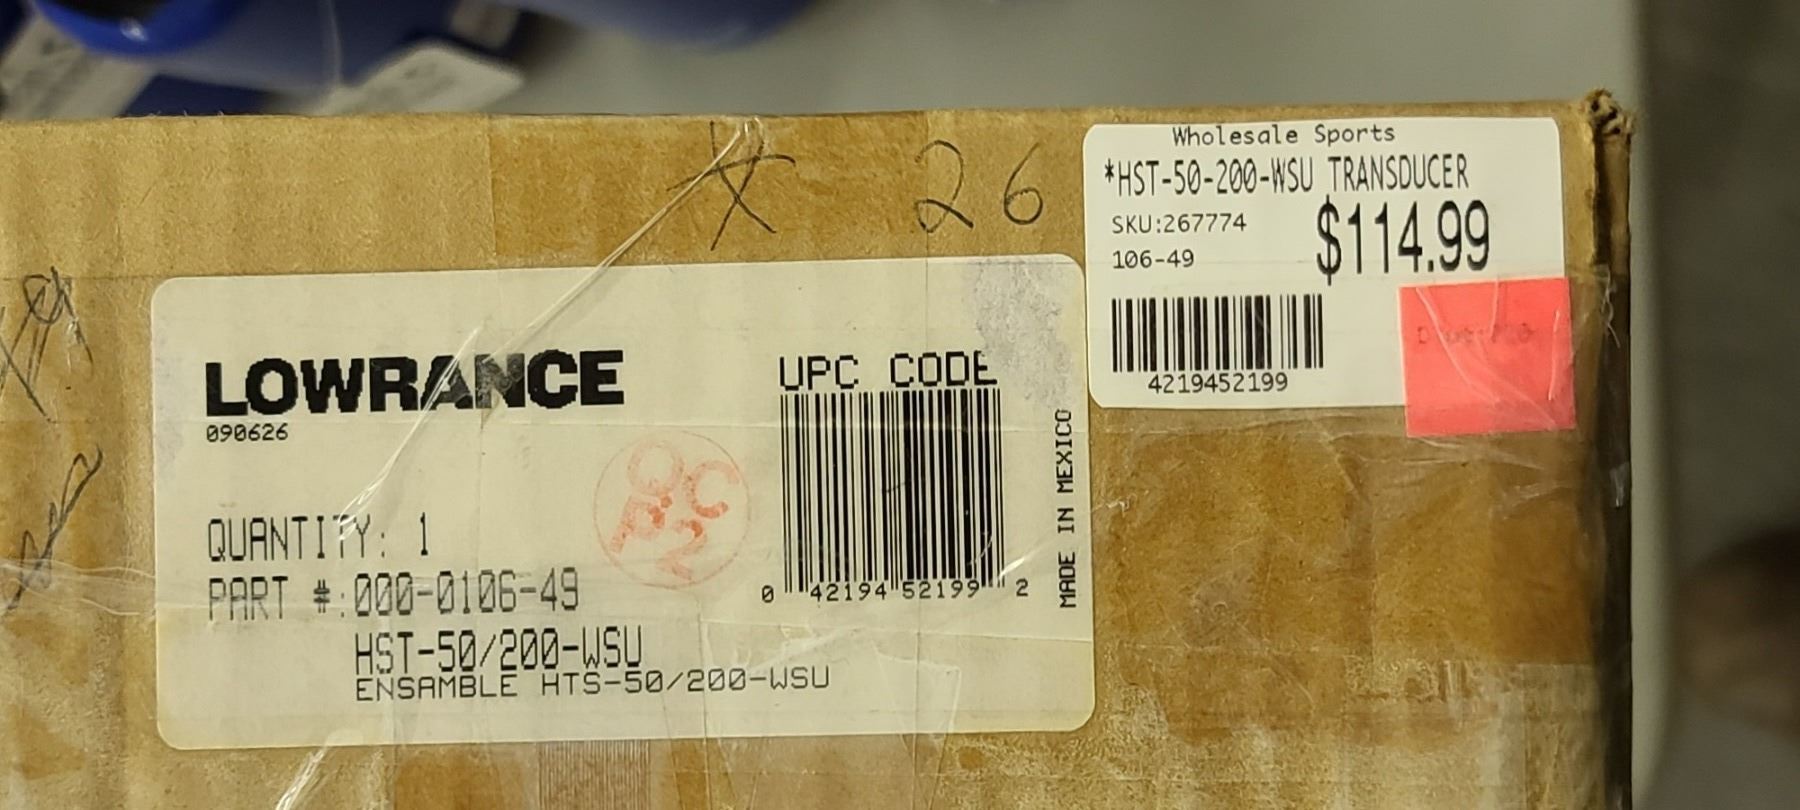 26
Wholesale Sports
*HST-50-200-WSU TRANSDUCER
SKU:267774
$114.99
106-49
4219452199
LOWRANCE
090626
UPC CODE
0 42194 52199 2
MADE IN MEXICO
QC
P:2
QUANTITY: 1
PART #:000-0106-49
HST-50/200-WSU
ENSAMBLE HTS-50/200-WSU